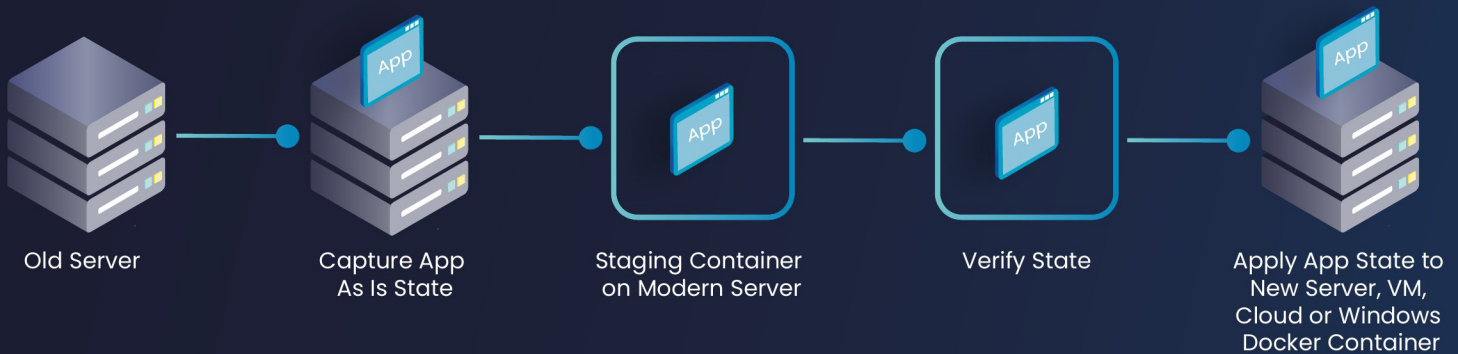 App
App
App
App
Old Server
Capture App
As Is State
Staging Container
on Modern Server
Verify State
Apply App State to
New Server, VM,
Cloud or Windows
Docker Container